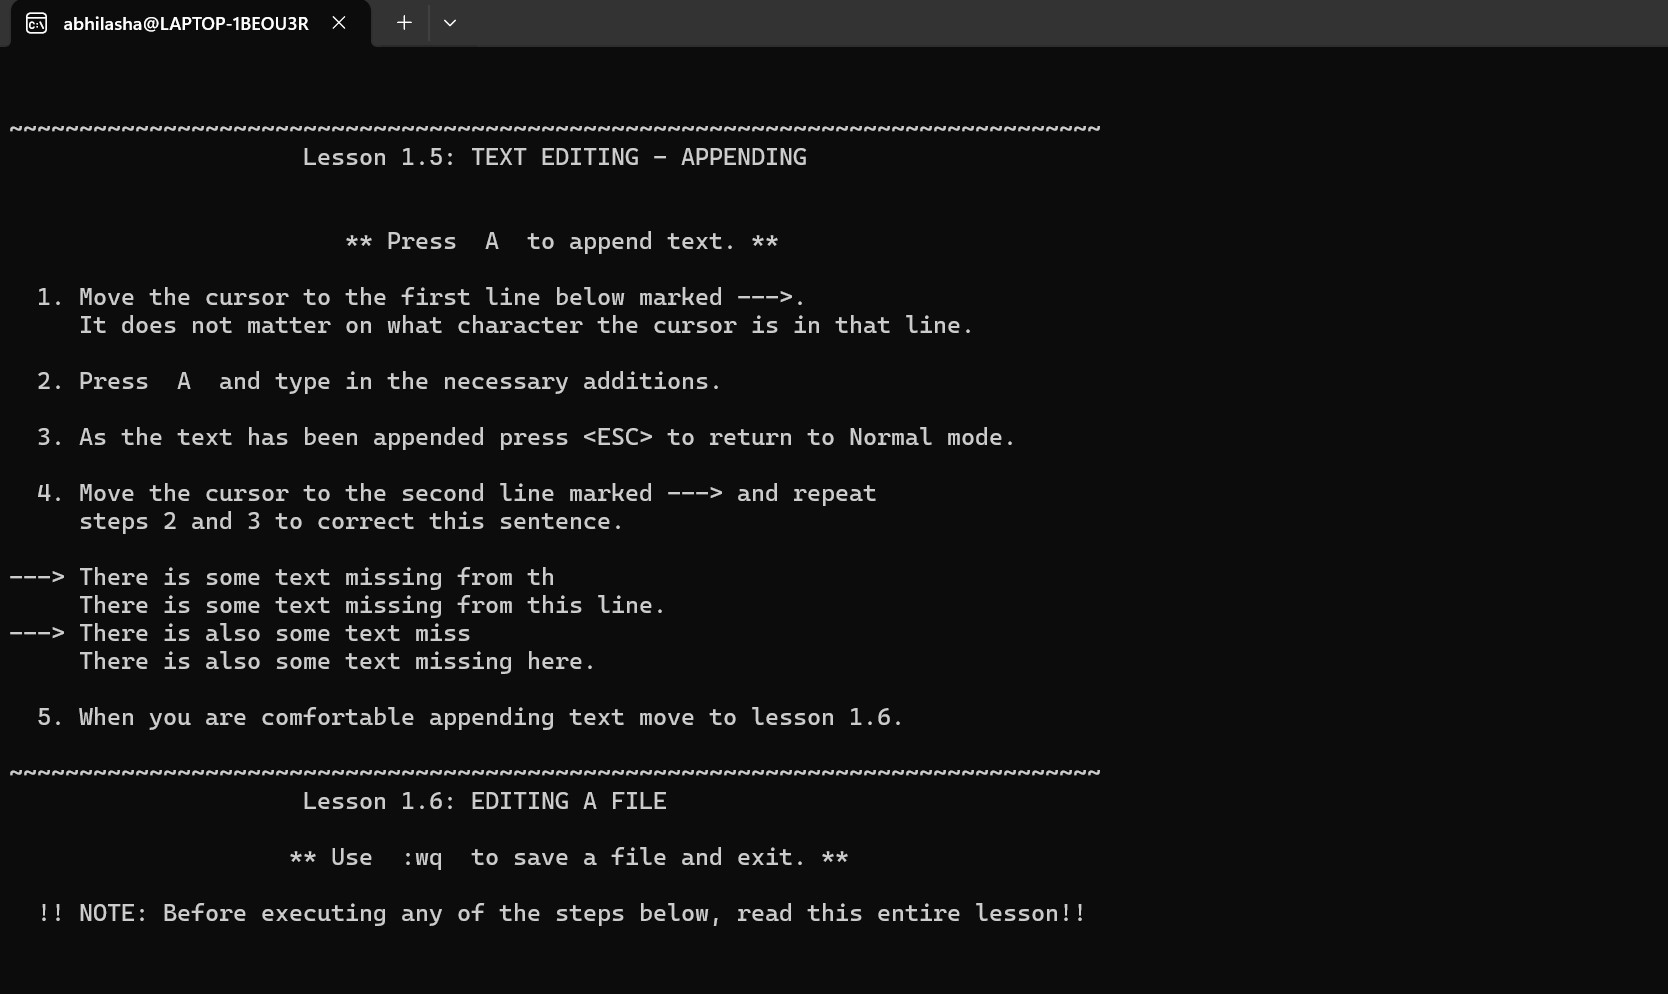 abhilasha@LAPTOP-1BEOU3R
~~~~~~~~~~~~~~~~~~~~~~~~~~~~~~~~~~~~~~~~~~~~~~~~~~~~~~~~~~~~~~~~~~~~~~~~~~~~~~
Lesson 1.5: TEXT EDITING - APPENDING
** Press  A  to append text. **
1. Move the cursor to the first line below marked --->.
It does not matter on what character the cursor is in that line.
2. Press  A  and type in the necessary additions.
3. As the text has been appended press <ESC> to return to Normal mode.
4. Move the cursor to the second line marked ---> and repeat
steps 2 and 3 to correct this sentence.
---> There is some text missing from th
There is some text missing from this line.
---> There is also some text miss
There is also some text missing here.
5. When you are comfortable appending text move to lesson 1.6.
~~~~~~~~~~~~~~~~~~~~~~~~~~~~~~~~~~~~~~~~~~~~~~~~~~~~~~~~~~~~~~~~~~~~~~~~~~~~~~
Lesson 1.6: EDITING A FILE
** Use  :wq  to save a file and exit. **
!! NOTE: Before executing any of the steps below, read this entire lesson!!